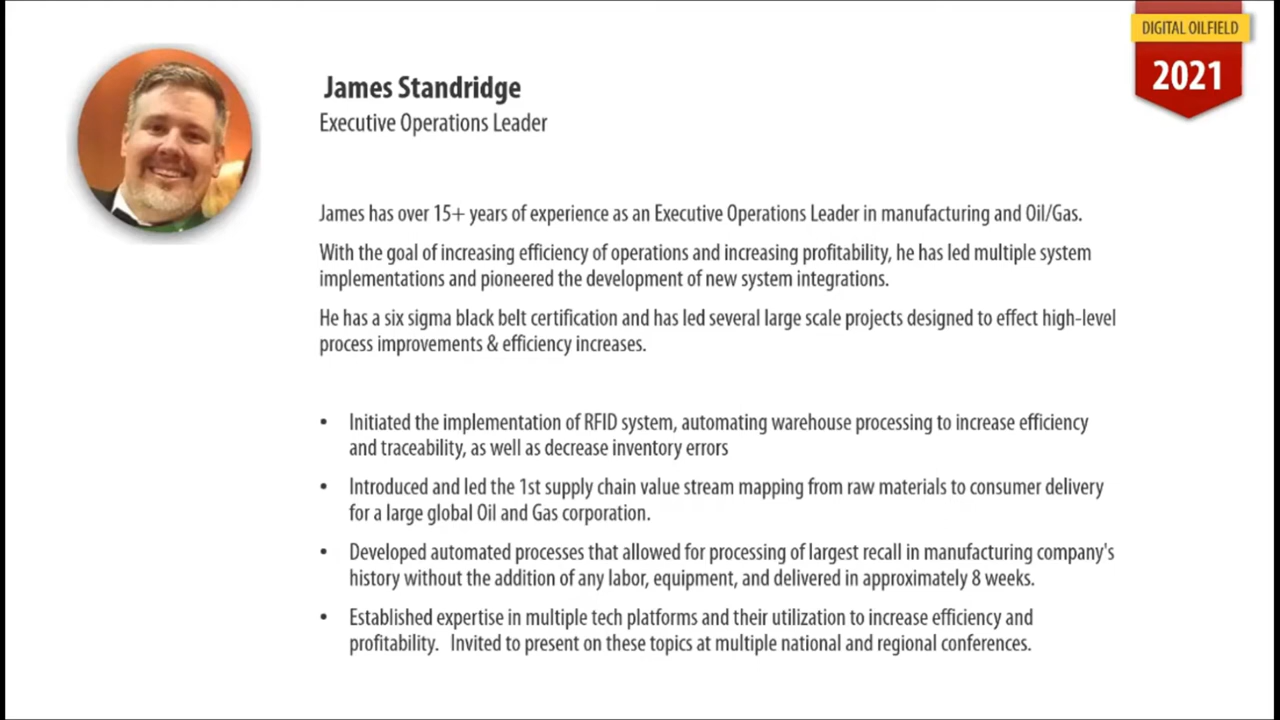 DIGITAL OILFIELD
2021
James Standridge
Executive Operations Leader
James has over 15+ years of experience as an Executive Operations Leader in manufacturing and Oil/Gas.
With the goal of increasing efficiency of operations and increasing profitability, he has led multiple system
implementations and pioneered the development of new system integrations.
He has a six sigma black belt certification and has led several large scale projects designed to effect high-level
process improvements & efficiency increases.
• Initiated the implementation of RFID system, automating warehouse processing to increase efficiency
and traceability, as well as decrease inventory errors
• Introduced and led the 1st supply chain value stream mapping from raw materials to consumer delivery
for a large global Oil and Gas corporation.
• Developed automated processes that allowed for processing of largest recall in manufacturing company's
history without the addition of any labor, equipment, and delivered in approximately 8 weeks.
• Established expertise in multiple tech platforms and their utilization to increase efficiency and
profitability. Invited to present on these topics at multiple national and regional conferences.